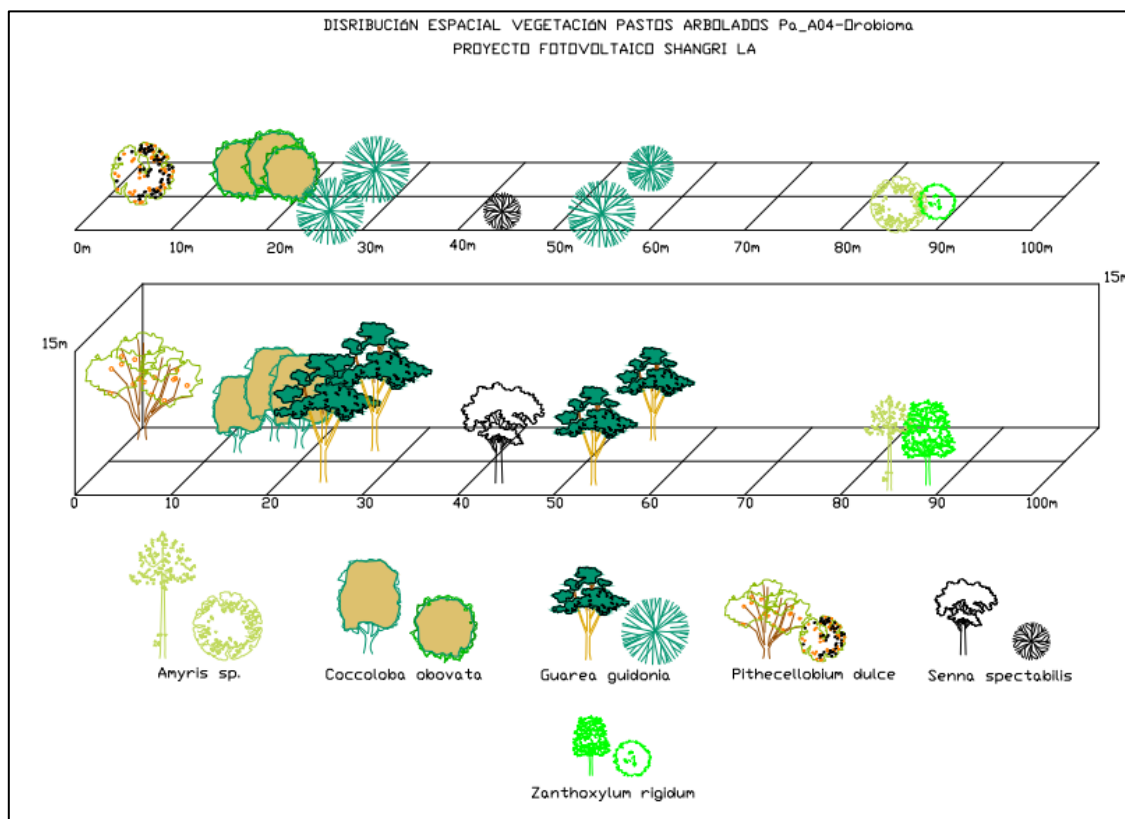 DISRIBUCIÓN ESPACIAL VEGETACIÓN PASTOS ARBOLADOS Pa_A04-Orobioma
PROYECTO FOTOVOLTAICO SHANGRI LA
0m 10m 20m 30m 40m 50m 60m 70m 80m 90m 100m
15m
15m
0 10 20 30 40 50 60 70 80 90 100m
Amyris sp. Coccoloba obovata Guarea guidonia Pithecellobium dulce Senna spectabilis
Zanthoxylum rigidum